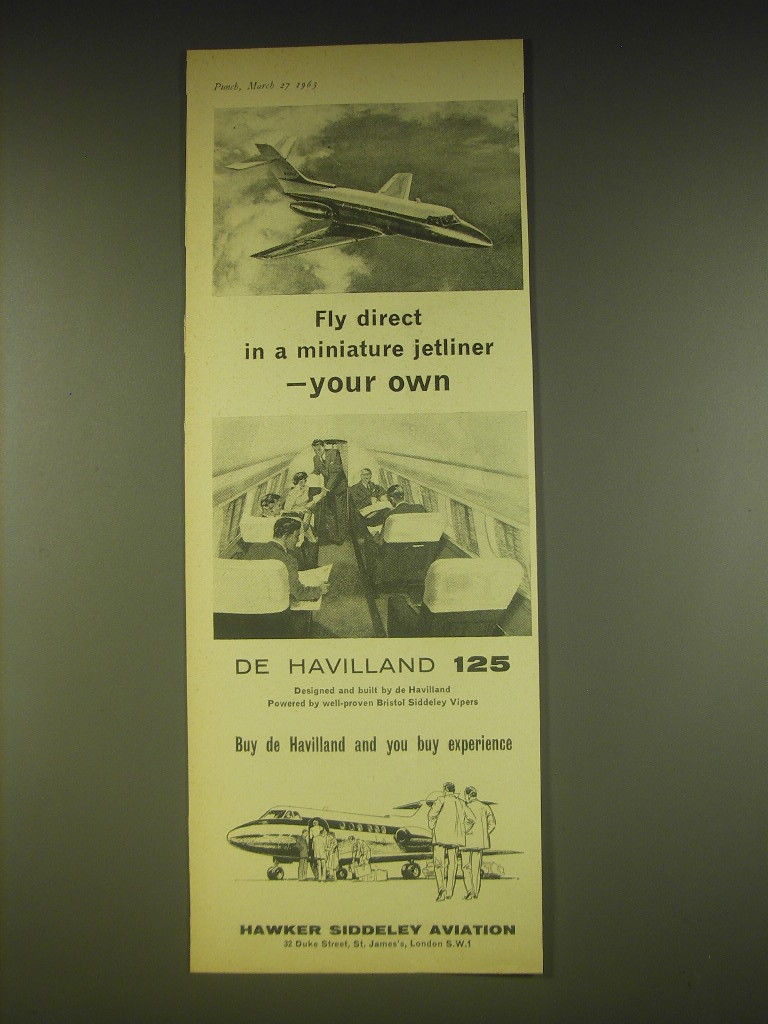 Punch, March 27 1963
Fly direct
in a miniature jetliner
—your own
DE HAVILLAND 125
Designed and built by de Havilland
Powered by well-proven Bristol Siddeley Vipers
Buy de Havilland and you buy experience
HAWKER SIDDELEY AVIATION
32 Duke Street, St. James's, London S.W.1